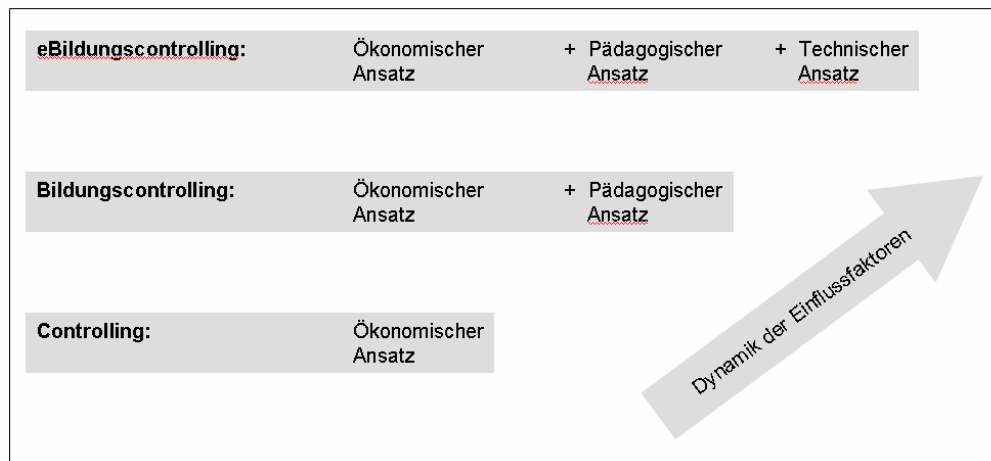 eBildungscontrolling: Ökonomischer + Pädagogischer + Technischer
Ansatz Ansatz Ansatz
Bildungscontrolling: Ökonomischer + Pädagogischer
Ansatz Ansatz
Controlling: Ökonomischer
Ansatz
Dynamik der Einflussfaktoren